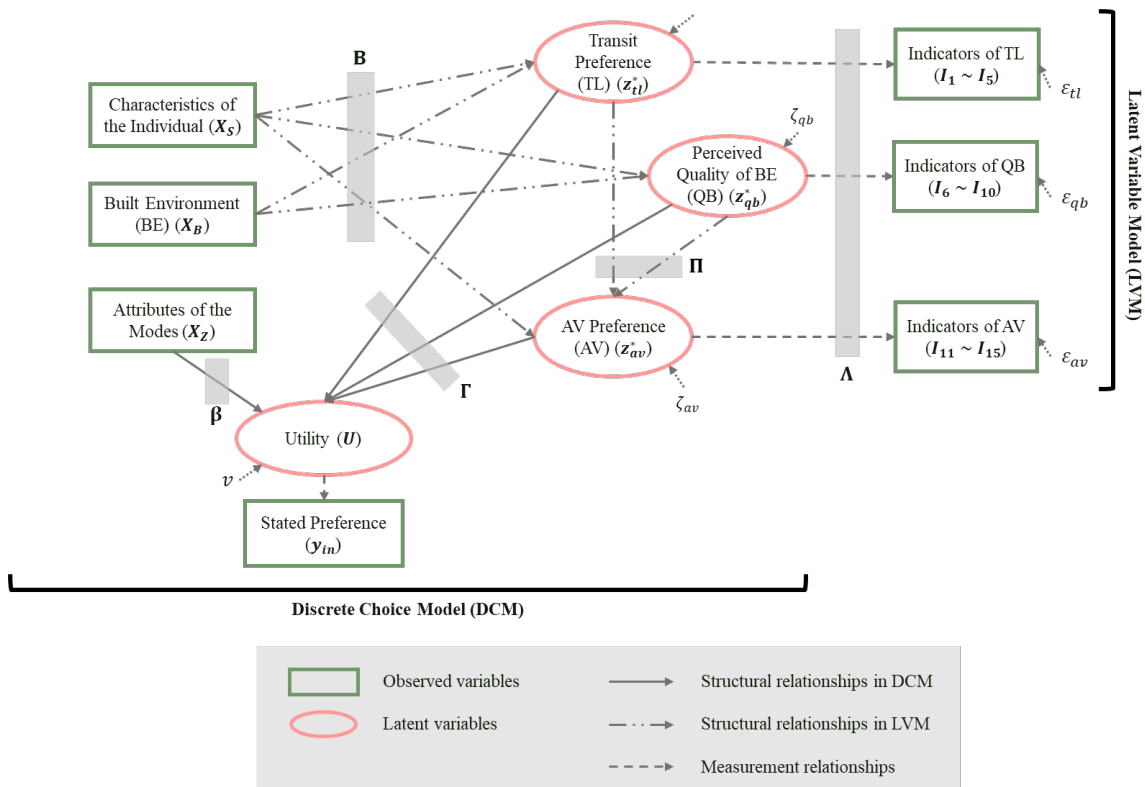 Transit
Preference
(TL) (z*tl)
B
Indicators of TL
(I1 ~ I5)
εtl
Characteristics of
the Individual (XS)
ζqb
Perceived
Quality of BE
(QB) (z*qb)
Indicators of QB
(I6 ~ I10)
εqb
Built Environment
(BE) (XB)
Π
Attributes of the
Modes (XZ)
AV Preference
(AV) (z*av)
Indicators of AV
(I11 ~ I15)
εav
Latent Variable Model (LVM)
Λ
Γ
β
ζav
Utility (U)
v
Stated Preference
(yin)
Discrete Choice Model (DCM)
Observed variables
Structural relationships in DCM
Latent variables
Structural relationships in LVM
Measurement relationships